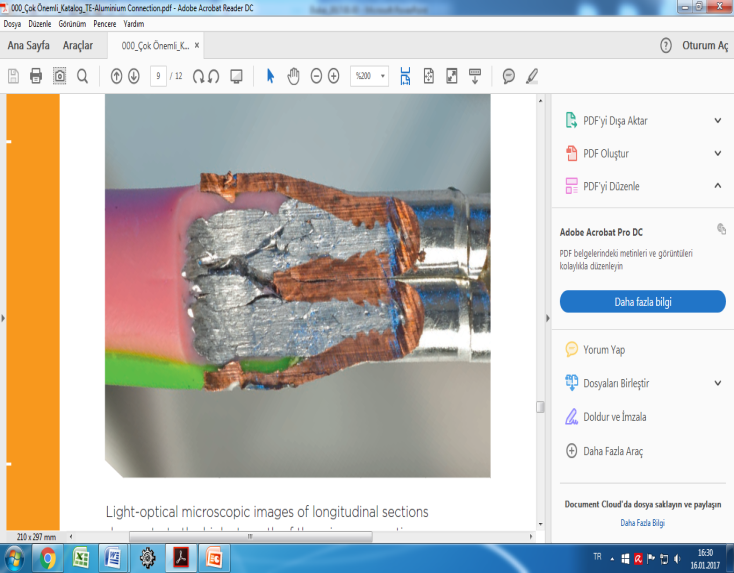 000_Çok Önemli_Katalog_TE-Aluminium Connection.pdf - Adobe Acrobat Reader DC
Dosya Düzenle Görünüm Pencere Yardım
Ana Sayfa Araçlar 000_Çok Önemli_K... × ? Oturum Aç
9 / 12 %200
PDF'yi Dışa Aktar
PDF Oluştur
PDF'yi Düzenle
Adobe Acrobat Pro DC
PDF belgelerindeki metinleri ve görüntüleri
kolaylıkla düzenleyin
Daha fazla bilgi
Yorum Yap
Dosyaları Birleştir
Doldur ve İmzala
Daha Fazla Araç
Light-optical microscopic images of longitudinal sections
Document Cloud'da dosya saklayın ve paylaşın
Daha Fazla Bilgi
210 x 297 mm
TR
16:30
16.01.2017